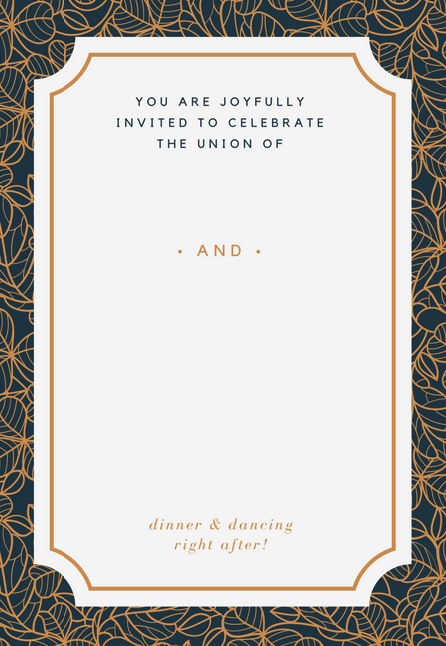 YOU ARE JOYFULLY
INVITED TO CELEBRATE
THE UNION OF
• AND •
dinner & dancing
right after!